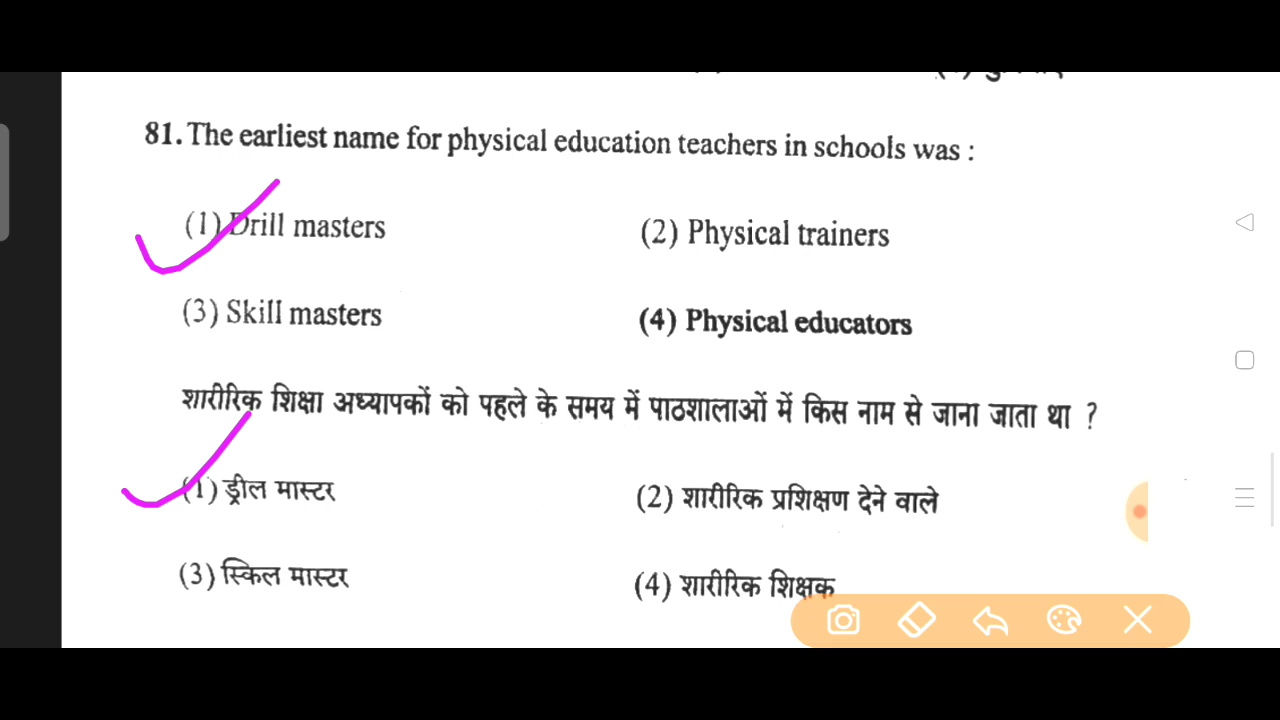 81. The earliest name for physical education teachers in schools was :
(1) Drill masters (2) Physical trainers
(3) Skill masters (4) Physical educators
शारीरिक शिक्षा अध्यापकों को पहले के समय में पाठशालाओं में किस नाम से जाना जाता था ?
(1) ड्रील मास्टर (2) शारीरिक प्रशिक्षण देने वाले
(3) स्किल मास्टर (4) शारीरिक शिक्षक